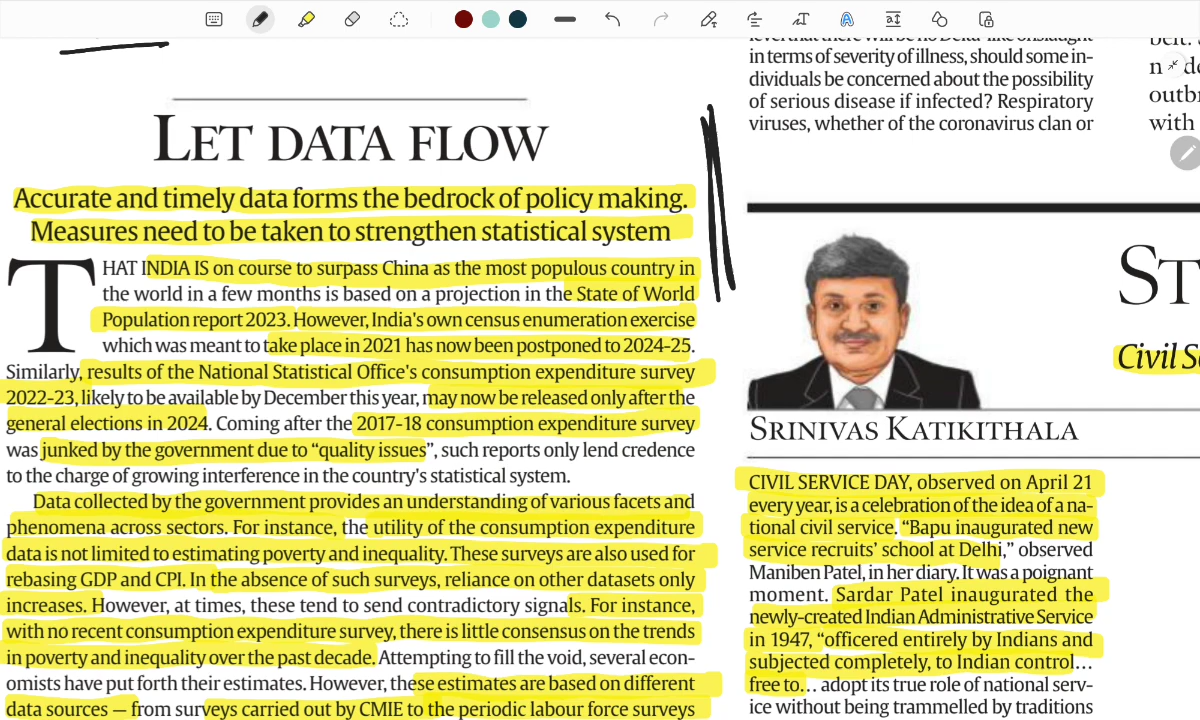 LET DATA FLOW
Accurate and timely data forms the bedrock of policy making.
Measures need to be taken to strengthen statistical system
THAT INDIA IS on course to surpass China as the most populous country in
the world in a few months is based on a projection in the State of World
Population report 2023. However, India's own census enumeration exercise
which was meant to take place in 2021 has now been postponed to 2024-25.
Similarly, results of the National Statistical Office's consumption expenditure survey
2022-23, likely to be available by December this year, may now be released only after the
general elections in 2024. Coming after the 2017-18 consumption expenditure survey
was junked by the government due to “quality issues”, such reports only lend credence
to the charge of growing interference in the country's statistical system.
Data collected by the government provides an understanding of various facets and
phenomena across sectors. For instance, the utility of the consumption expenditure
data is not limited to estimating poverty and inequality. These surveys are also used for
rebasing GDP and CPI. In the absence of such surveys, reliance on other datasets only
increases. However, at times, these tend to send contradictory signals. For instance,
with no recent consumption expenditure survey, there is little consensus on the trends
in poverty and inequality over the past decade. Attempting to fill the void, several econ-
omists have put forth their estimates. However, these estimates are based on different
data sources — from surveys carried out by CMIE to the periodic labour force surveys
in terms of severity of illness, should some in-
dividuals be concerned about the possibility
of serious disease if infected? Respiratory
viruses, whether of the coronavirus clan or
with
ST
Civil
SRINIVAS KATIKITHALA
CIVIL SERVICE DAY, observed on April 21
every year, is a celebration of the idea of a na-
tional civil service. “Bapu inaugurated new
service recruits’ school at Delhi,” observed
Maniben Patel, in her diary. It was a poignant
moment. Sardar Patel inaugurated the
newly-created Indian Administrative Service
in 1947, “officered entirely by Indians and
subjected completely, to Indian control…
free to… adopt its true role of national serv-
ice without being trammelled by traditions